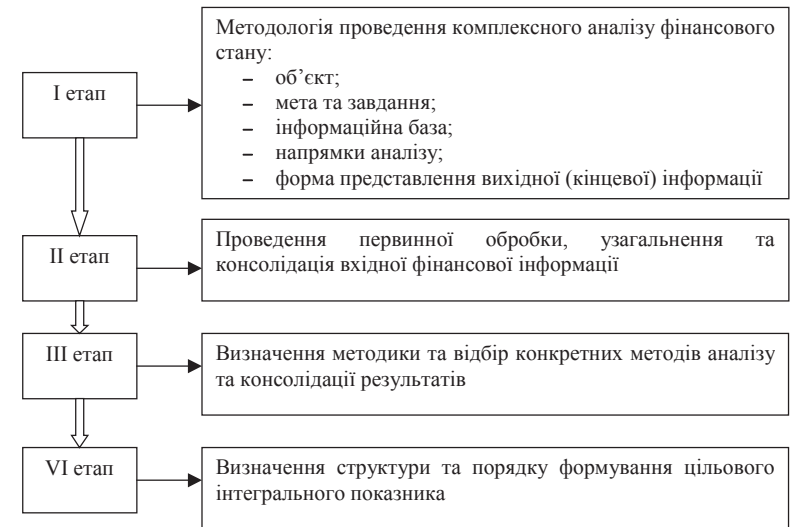 І етап
Методологія проведення комплексного аналізу фінансового
стану:
– об’єкт;
– мета та завдання;
– інформаційна база;
– напрямки аналізу;
– форма представлення вихідної (кінцевої) інформації
ІІ етап
Проведення первинної обробки, узагальнення та
консолідація вхідної фінансової інформації
ІІІ етап
Визначення методики та відбір конкретних методів аналізу
та консолідації результатів
VI етап
Визначення структури та порядку формування цільового
інтегрального показника